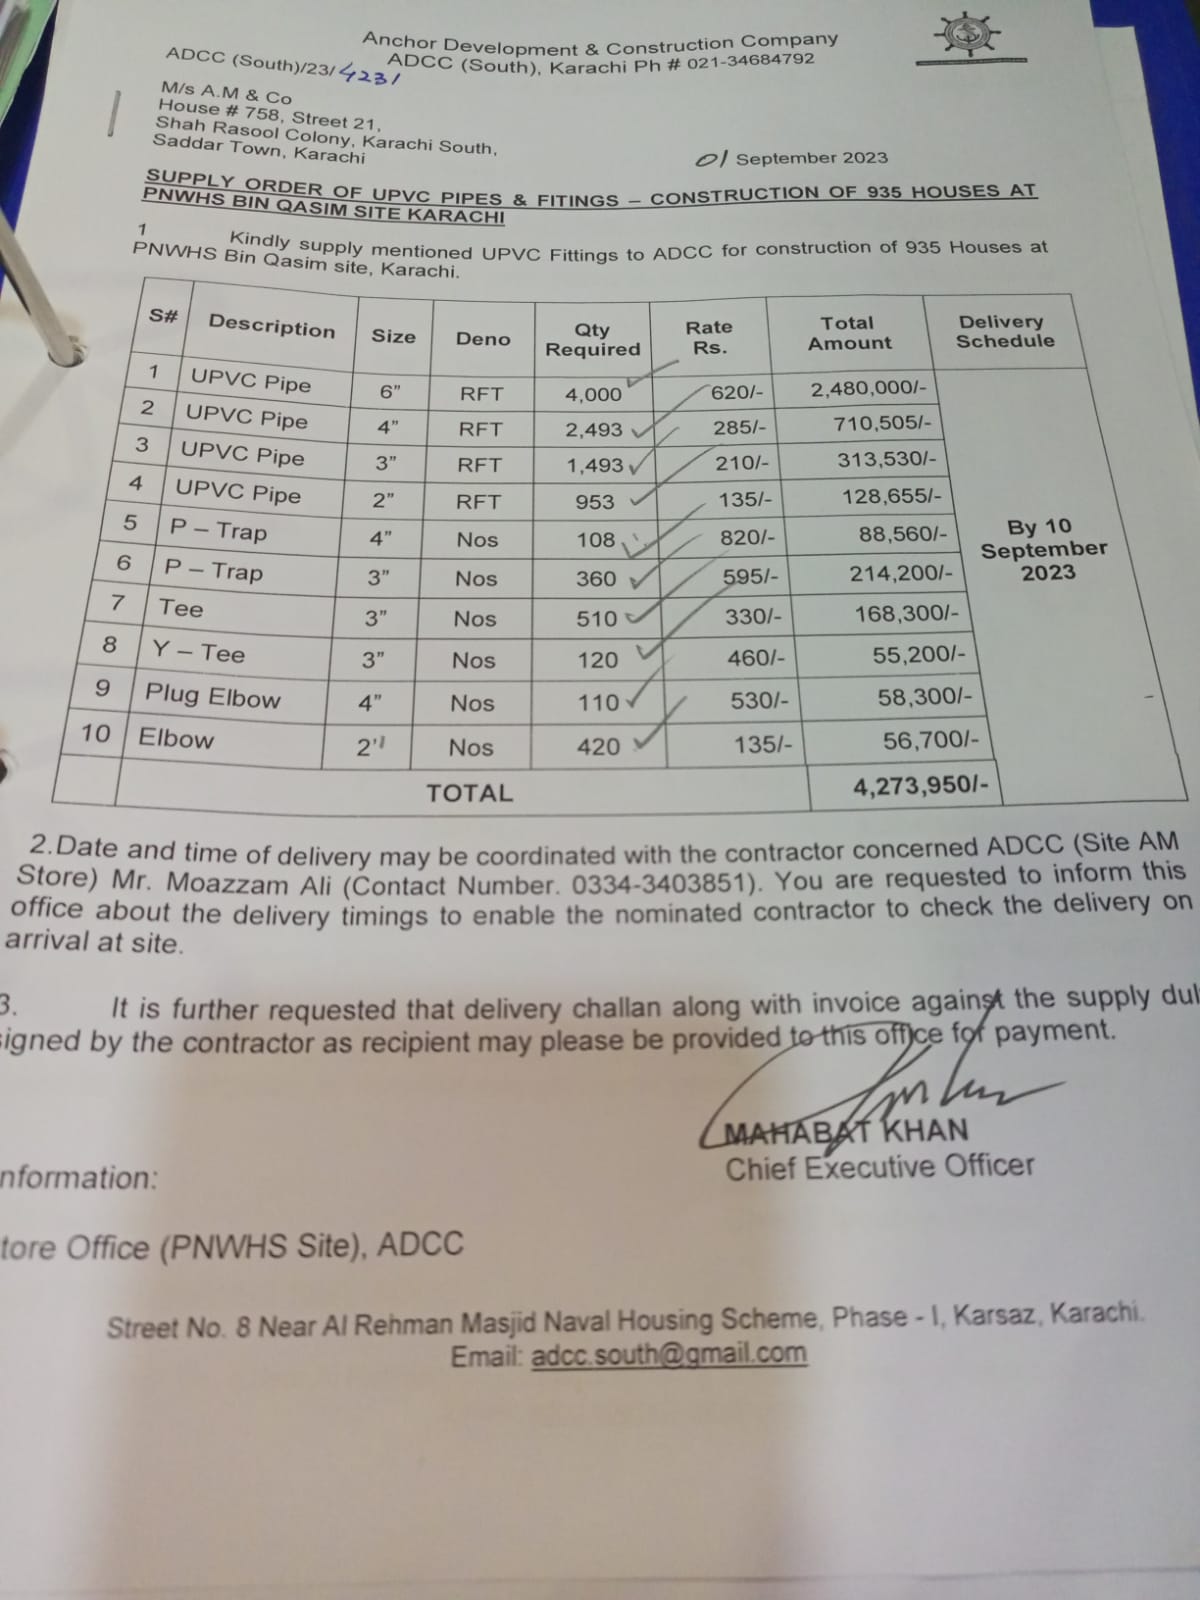 Anchor Development & Construction Company
ADCC (South), Karachi Ph # 021-34684792
ADCC (South)/23/4231
M/s A.M & Co
House # 758, Street 21,
Shah Rasool Colony, Karachi South,
Saddar Town, Karachi
01 September 2023
SUPPLY ORDER OF UPVC PIPES & FITINGS – CONSTRUCTION OF 935 HOUSES AT
PNWHS BIN QASIM SITE KARACHI
1 Kindly supply mentioned UPVC Fittings to ADCC for construction of 935 Houses at
PNWHS Bin Qasim site, Karachi.
S# Description Size Deno Qty Required Rate Rs. Total Amount Delivery Schedule
1 UPVC Pipe 6” RFT 4,000 620/- 2,480,000/-
2 UPVC Pipe 4” RFT 2,493 285/- 710,505/-
3 UPVC Pipe 3” RFT 1,493 210/- 313,530/-
4 UPVC Pipe 2” RFT 953 135/- 128,655/-
5 P – Trap 4” Nos 108 820/- 88,560/-
6 P – Trap 3” Nos 360 595/- 214,200/-
7 Tee 3” Nos 510 330/- 168,300/-
8 Y – Tee 3” Nos 120 460/- 55,200/-
9 Plug Elbow 4” Nos 110 530/- 58,300/-
10 Elbow 2" Nos 420 135/- 56,700/-
By 10
September
2023
TOTAL 4,273,950/-
2.Date and time of delivery may be coordinated with the contractor concerned ADCC (Site AM
Store) Mr. Moazzam Ali (Contact Number. 0334-3403851). You are requested to inform this
office about the delivery timings to enable the nominated contractor to check the delivery on
arrival at site.
3. It is further requested that delivery challan along with invoice against the supply dul
signed by the contractor as recipient may please be provided to this office for payment.
MAHABAT KHAN
Chief Executive Officer
nformation:
tore Office (PNWHS Site), ADCC
Street No. 8 Near Al Rehman Masjid Naval Housing Scheme, Phase - I, Karsaz, Karachi.
Email: adcc.south@gmail.com